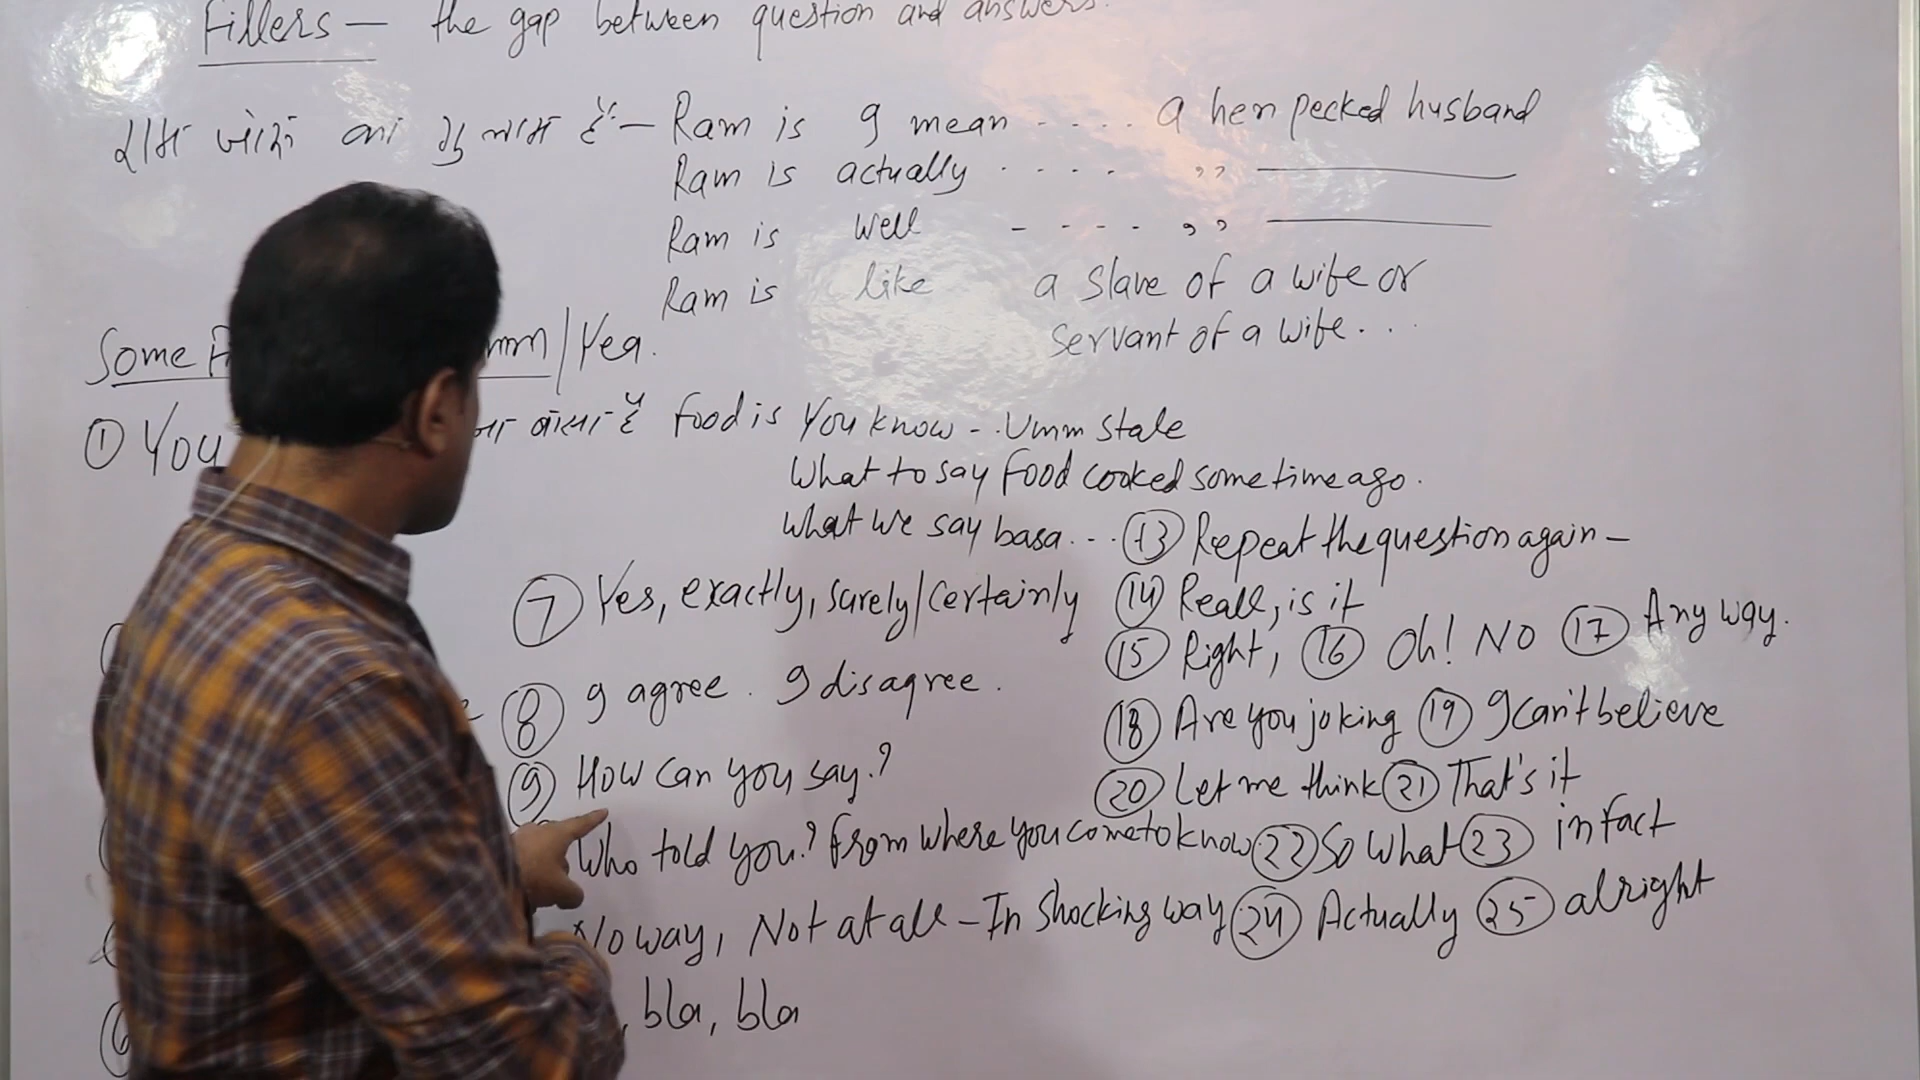 Fillers — the gap between question and answers.
राम जोरू का गुलाम है:— Ram is I mean .... a hen pecked husband
Ram is actually .... ,, ———
Ram is well - - - - ,, ———
Ram is like a slave of a wife or
servant of a wife...
Some /Yea.
① You बासा है Food is You know - .. Umm stale
What to say food cooked sometime ago.
What we say basa ...
⑦ Yes, exactly, surely/certainly
⑧ I agree. I disagree.
⑨ How can you say.?
Who told you.? From where you come to know
No way, Not at all – In shocking way
, bla, bla
⑥
⑬ Repeat the question again –
⑭ Reall, is it
⑮ Right, ⑯ Oh! No ⑰ Any way.
⑱ Are you joking ⑲ I can't believe
⑳ Let me think ㉑ That's it
㉒ So what ㉓ in fact
㉔ Actually ㉕ alright